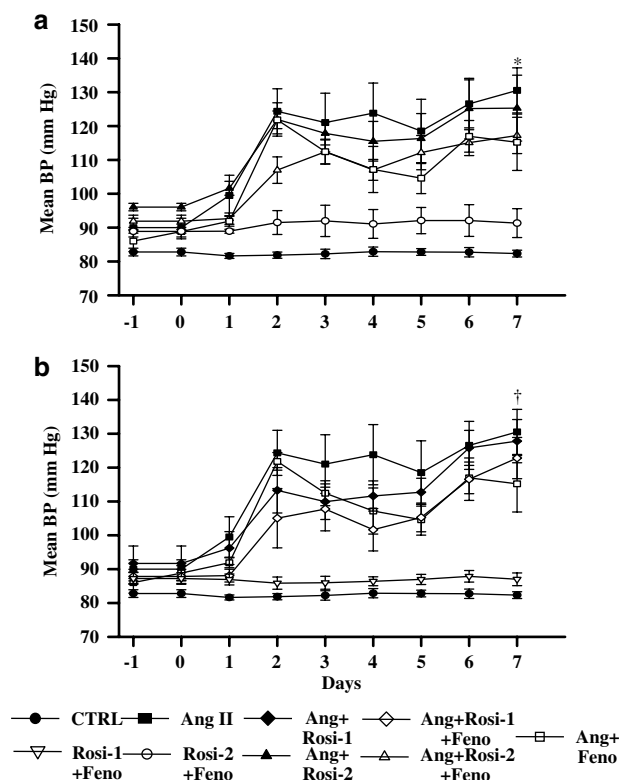 a
Mean BP (mm Hg)
150
140
130
120
110
100
90
80
70
*
-1 0 1 2 3 4 5 6 7
b
Mean BP (mm Hg)
150
140
130
120
110
100
90
80
70
†
-1 0 1 2 3 4 5 6 7
Days
CTRL
Ang II
Ang+
Rosi-1
Ang+Rosi-1
+Feno
Ang+
Feno
Rosi-1
+Feno
Rosi-2
+Feno
Ang+
Rosi-2
Ang+Rosi-2
+Feno